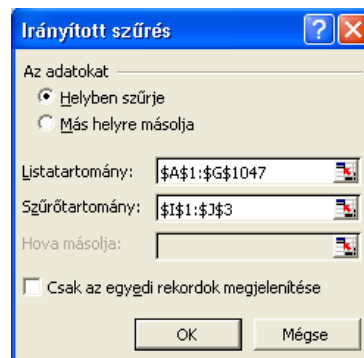 Irányított szűrés
Az adatokat
Helyben szűrje
Más helyre másolja
Listatartomány: $A$1:$G$1047
Szűrőtartomány: $I$1:$J$3
Hova másolja:
Csak az egyedi rekordok megjelenítése
OK Mégse